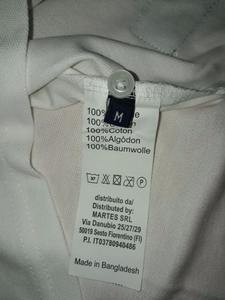 M
100%
100%
100%Coton
100%Algodón
100%Baumwolle
distribuito da/
Distributed by:
MARTES SRL
Via Danubio 25/27/29
50019 Sesto Fiorentino (FI)
P.I. IT03780940486
Made in Bangladesh